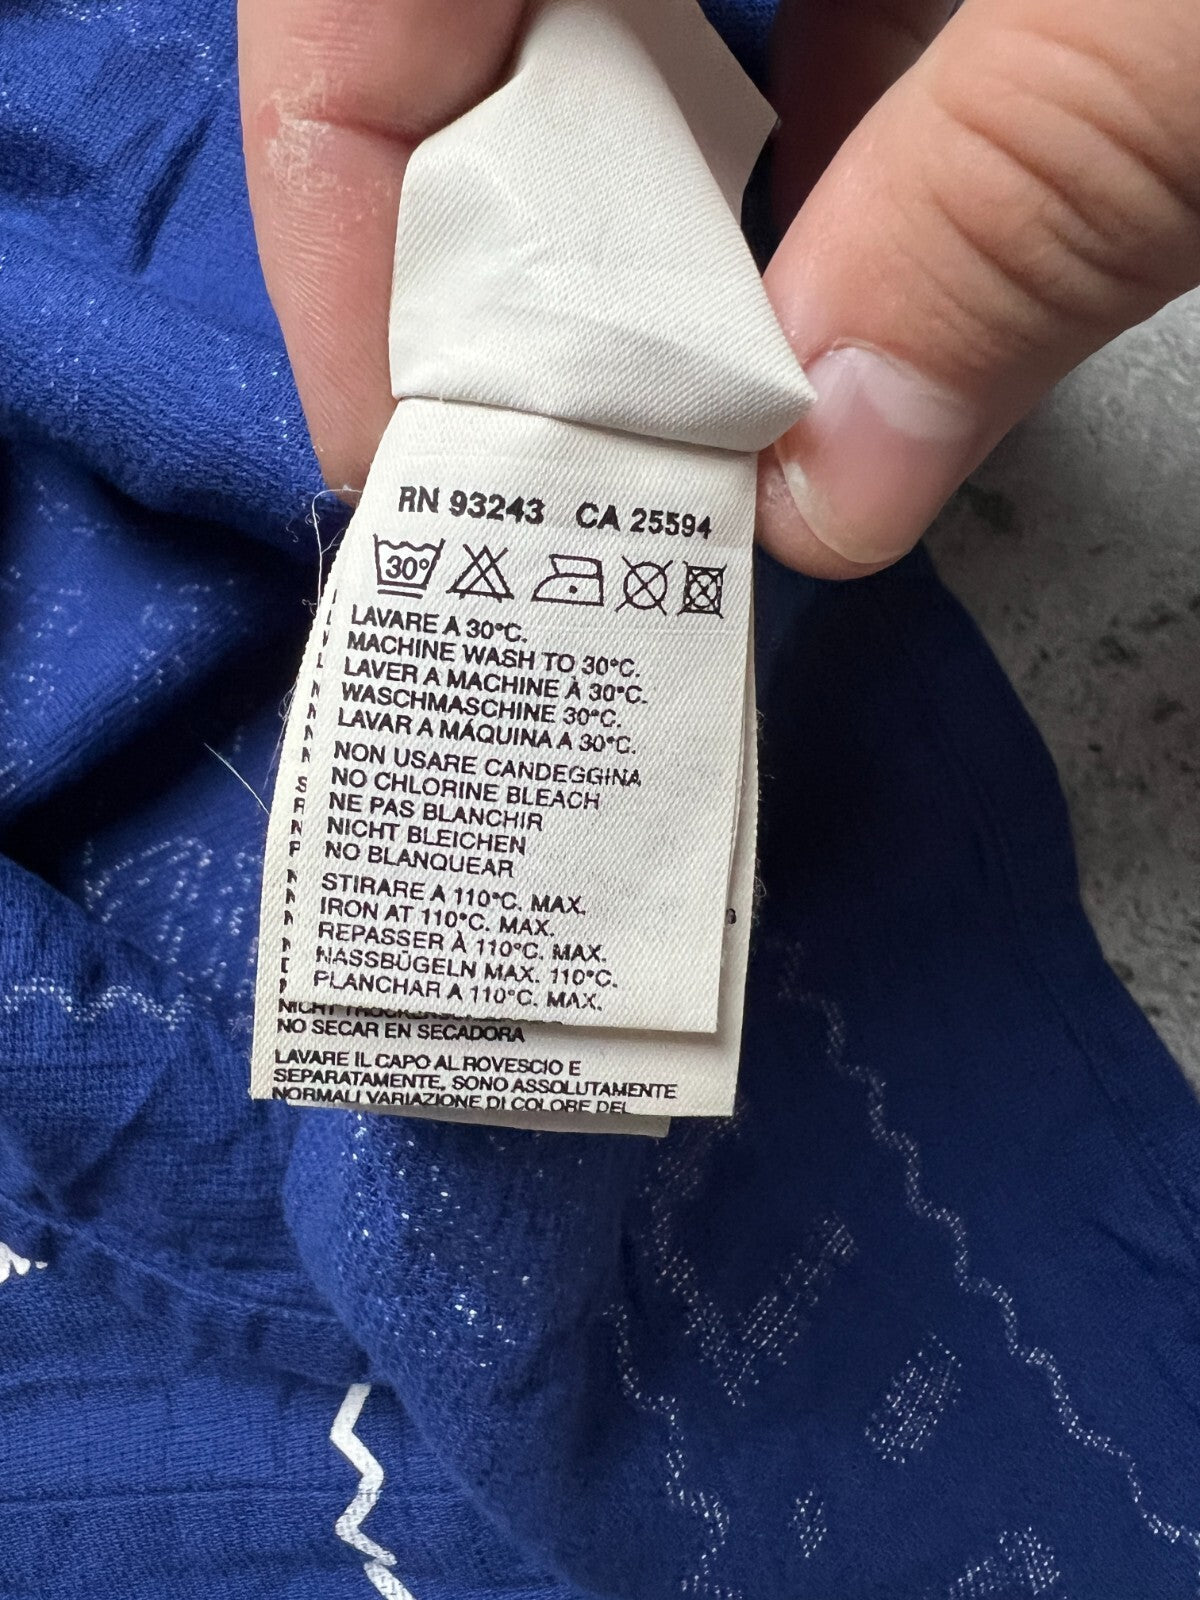 RN 93243 CA 25594
30°
LAVARE A 30°C.
MACHINE WASH TO 30°C.
LAVER A MACHINE À 30°C.
WASCHMASCHINE 30°C.
LAVAR A MÁQUINA A 30°C.
NON USARE CANDEGGINA
NO CHLORINE BLEACH
NE PAS BLANCHIR
NICHT BLEICHEN
NO BLANQUEAR
STIRARE A 110°C. MAX.
IRON AT 110°C. MAX.
REPASSER À 110°C. MAX.
NASSBÜGELN MAX. 110°C.
PLANCHAR A 110°C. MAX.
NICHT
NO SECAR EN SECADORA
LAVARE IL CAPO AL ROVESCIO E
SEPARATAMENTE, SONO ASSOLUTAMENTE
NORMALI VARIAZIONE DI COLORE DEL